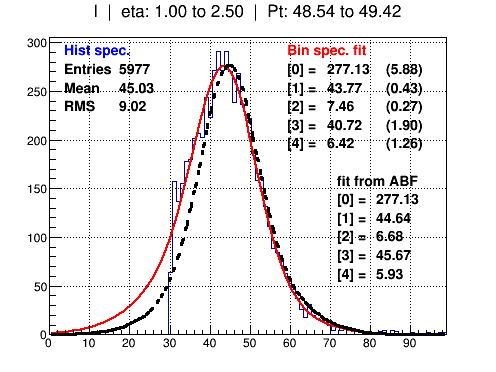 I | eta: 1.00 to 2.50 | Pt: 48.54 to 49.42
Hist spec.
Entries 5977
Mean 45.03
RMS 9.02
Bin spec. fit
[0] = 277.13 (5.88)
[1] = 43.77 (0.43)
[2] = 7.46 (0.27)
[3] = 40.72 (1.90)
[4] = 6.42 (1.26)
fit from ABF
[0] = 277.13
[1] = 44.64
[2] = 6.68
[3] = 45.67
[4] = 5.93
300
250
200
150
100
50
0
0 10 20 30 40 50 60 70 80 90